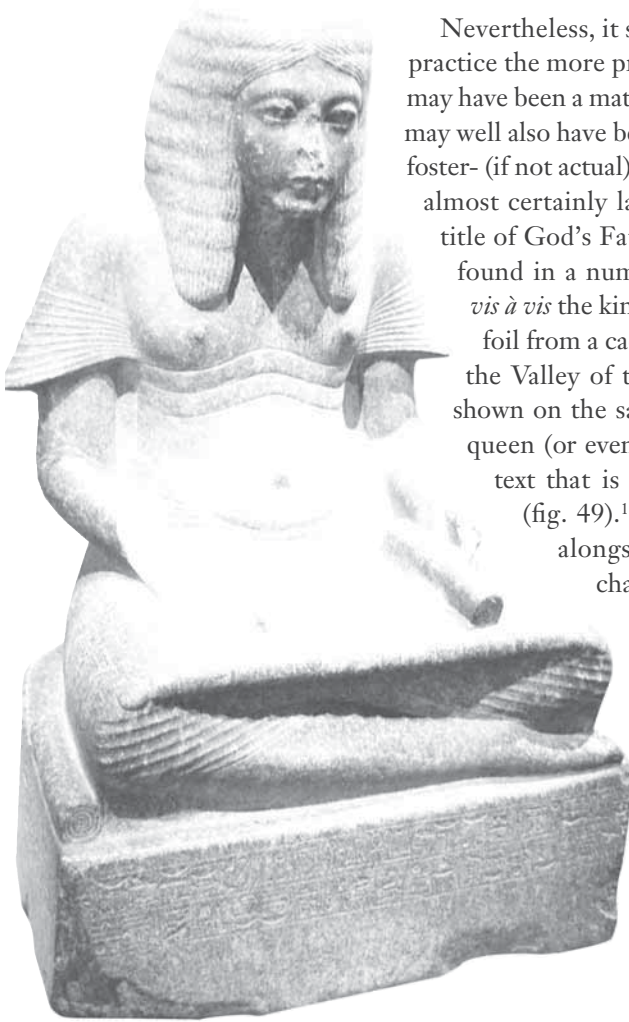 Nevertheless, it s
practice the more pr
may have been a mat
may well also have be
foster- (if not actual)
almost certainly la
title of God's Fa
found in a num
vis à vis the kin
foil from a ca
the Valley of t
shown on the sa
queen (or even
text that is
(fig. 49).¹
alongs
cha